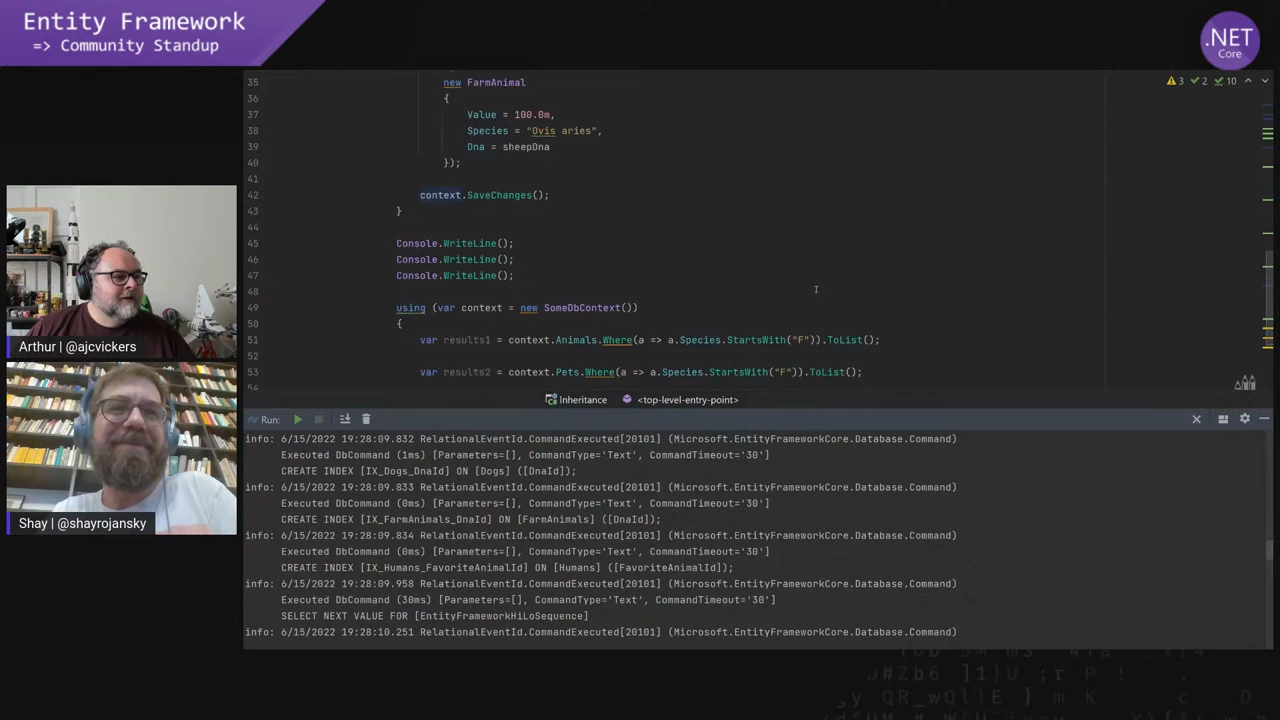 Entity Framework
=> Community Standup
.NET
Core
35 new FarmAnimal
36 {
37 Value = 100.0m,
38 Species = "Ovis aries",
39 Dna = sheepDna
40 });
41
42 context.SaveChanges();
43 }
44
45 Console.WriteLine();
46 Console.WriteLine();
47 Console.WriteLine();
48
49 using (var context = new SomeDbContext())
50 {
51 var results1 = context.Animals.Where(a => a.Species.StartsWith("F")).ToList();
52
53 var results2 = context.Pets.Where(a => a.Species.StartsWith("F")).ToList();
54
3 2 10
Inheritance <top-level-entry-point>
Run:
info: 6/15/2022 19:28:09.832 RelationalEventId.CommandExecuted[20101] (Microsoft.EntityFrameworkCore.Database.Command)
Executed DbCommand (1ms) [Parameters=[], CommandType='Text', CommandTimeout='30']
CREATE INDEX [IX_Dogs_DnaId] ON [Dogs] ([DnaId]);
info: 6/15/2022 19:28:09.833 RelationalEventId.CommandExecuted[20101] (Microsoft.EntityFrameworkCore.Database.Command)
Executed DbCommand (0ms) [Parameters=[], CommandType='Text', CommandTimeout='30']
CREATE INDEX [IX_FarmAnimals_DnaId] ON [FarmAnimals] ([DnaId]);
info: 6/15/2022 19:28:09.834 RelationalEventId.CommandExecuted[20101] (Microsoft.EntityFrameworkCore.Database.Command)
Executed DbCommand (0ms) [Parameters=[], CommandType='Text', CommandTimeout='30']
CREATE INDEX [IX_Humans_FavoriteAnimalId] ON [Humans] ([FavoriteAnimalId]);
info: 6/15/2022 19:28:09.958 RelationalEventId.CommandExecuted[20101] (Microsoft.EntityFrameworkCore.Database.Command)
Executed DbCommand (30ms) [Parameters=[], CommandType='Text', CommandTimeout='30']
SELECT NEXT VALUE FOR [EntityFrameworkHiLoSequence]
info: 6/15/2022 19:28:10.251 RelationalEventId.CommandExecuted[20101] (Microsoft.EntityFrameworkCore.Database.Command)
Arthur | @ajcvickers
Shay | @shayrojansky